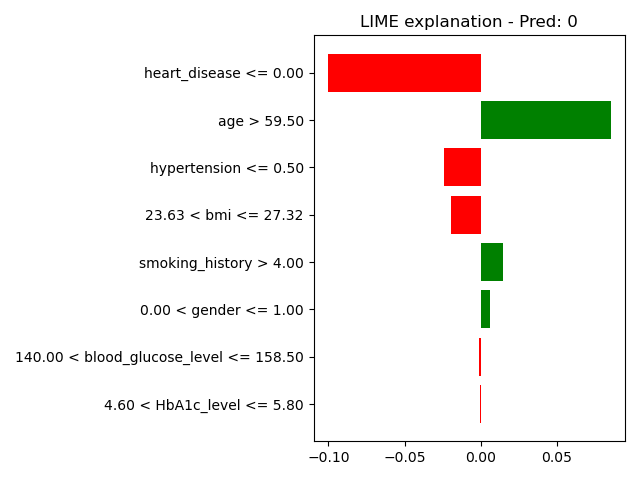 LIME explanation - Pred: 0
heart_disease <= 0.00
age > 59.50
hypertension <= 0.50
23.63 < bmi <= 27.32
smoking_history > 4.00
0.00 < gender <= 1.00
140.00 < blood_glucose_level <= 158.50
4.60 < HbA1c_level <= 5.80
−0.10 −0.05 0.00 0.05